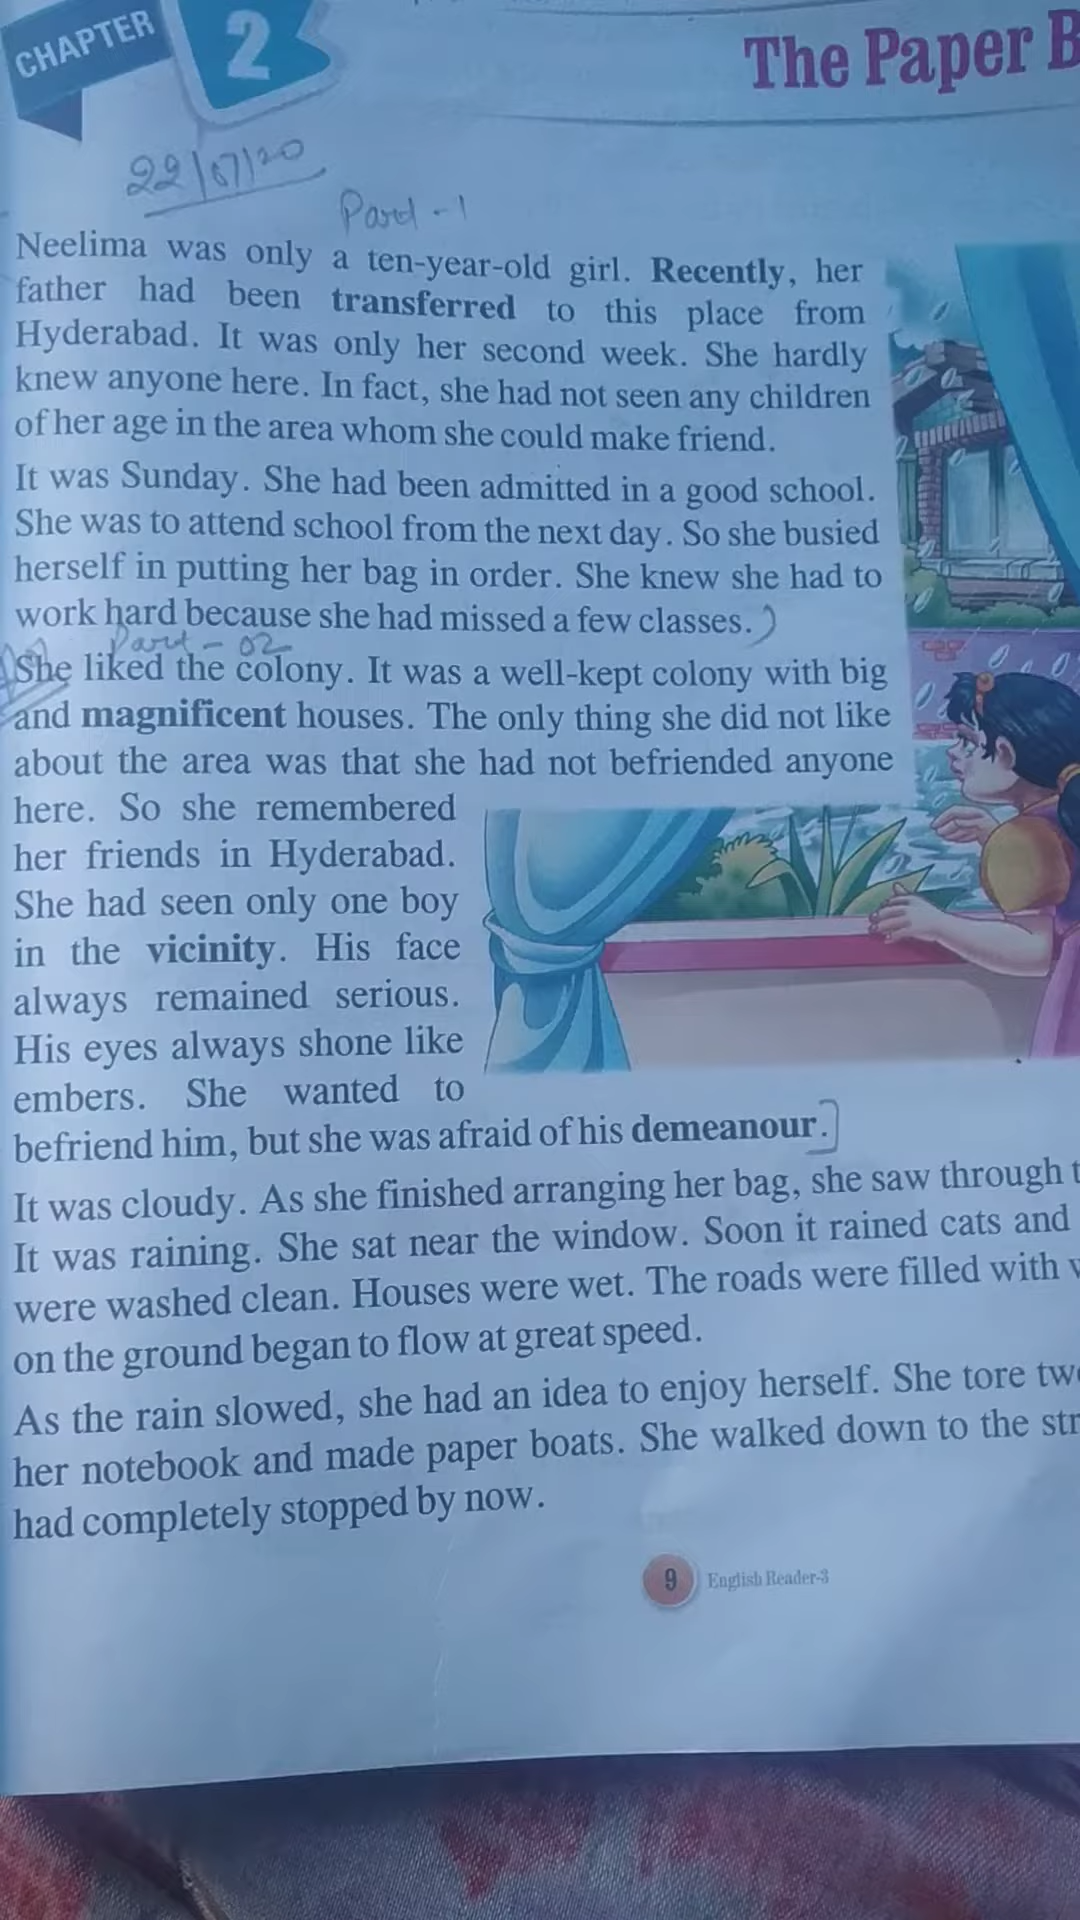 CHAPTER 2
The Paper B
22/07/20
Part - 1
Neelima was only a ten-year-old girl. Recently, her
father had been transferred to this place from
Hyderabad. It was only her second week. She hardly
knew anyone here. In fact, she had not seen any children
of her age in the area whom she could make friend.
It was Sunday. She had been admitted in a good school.
She was to attend school from the next day. So she busied
herself in putting her bag in order. She knew she had to
work hard because she had missed a few classes.
Part - 02
She liked the colony. It was a well-kept colony with big
and magnificent houses. The only thing she did not like
about the area was that she had not befriended anyone
here. So she remembered
her friends in Hyderabad.
She had seen only one boy
in the vicinity. His face
always remained serious.
His eyes always shone like
embers. She wanted to
befriend him, but she was afraid of his demeanour.
It was cloudy. As she finished arranging her bag, she saw through t
It was raining. She sat near the window. Soon it rained cats and
were washed clean. Houses were wet. The roads were filled with
on the ground began to flow at great speed.
As the rain slowed, she had an idea to enjoy herself. She tore tw
her notebook and made paper boats. She walked down to the str
had completely stopped by now.
9 English Reader-3